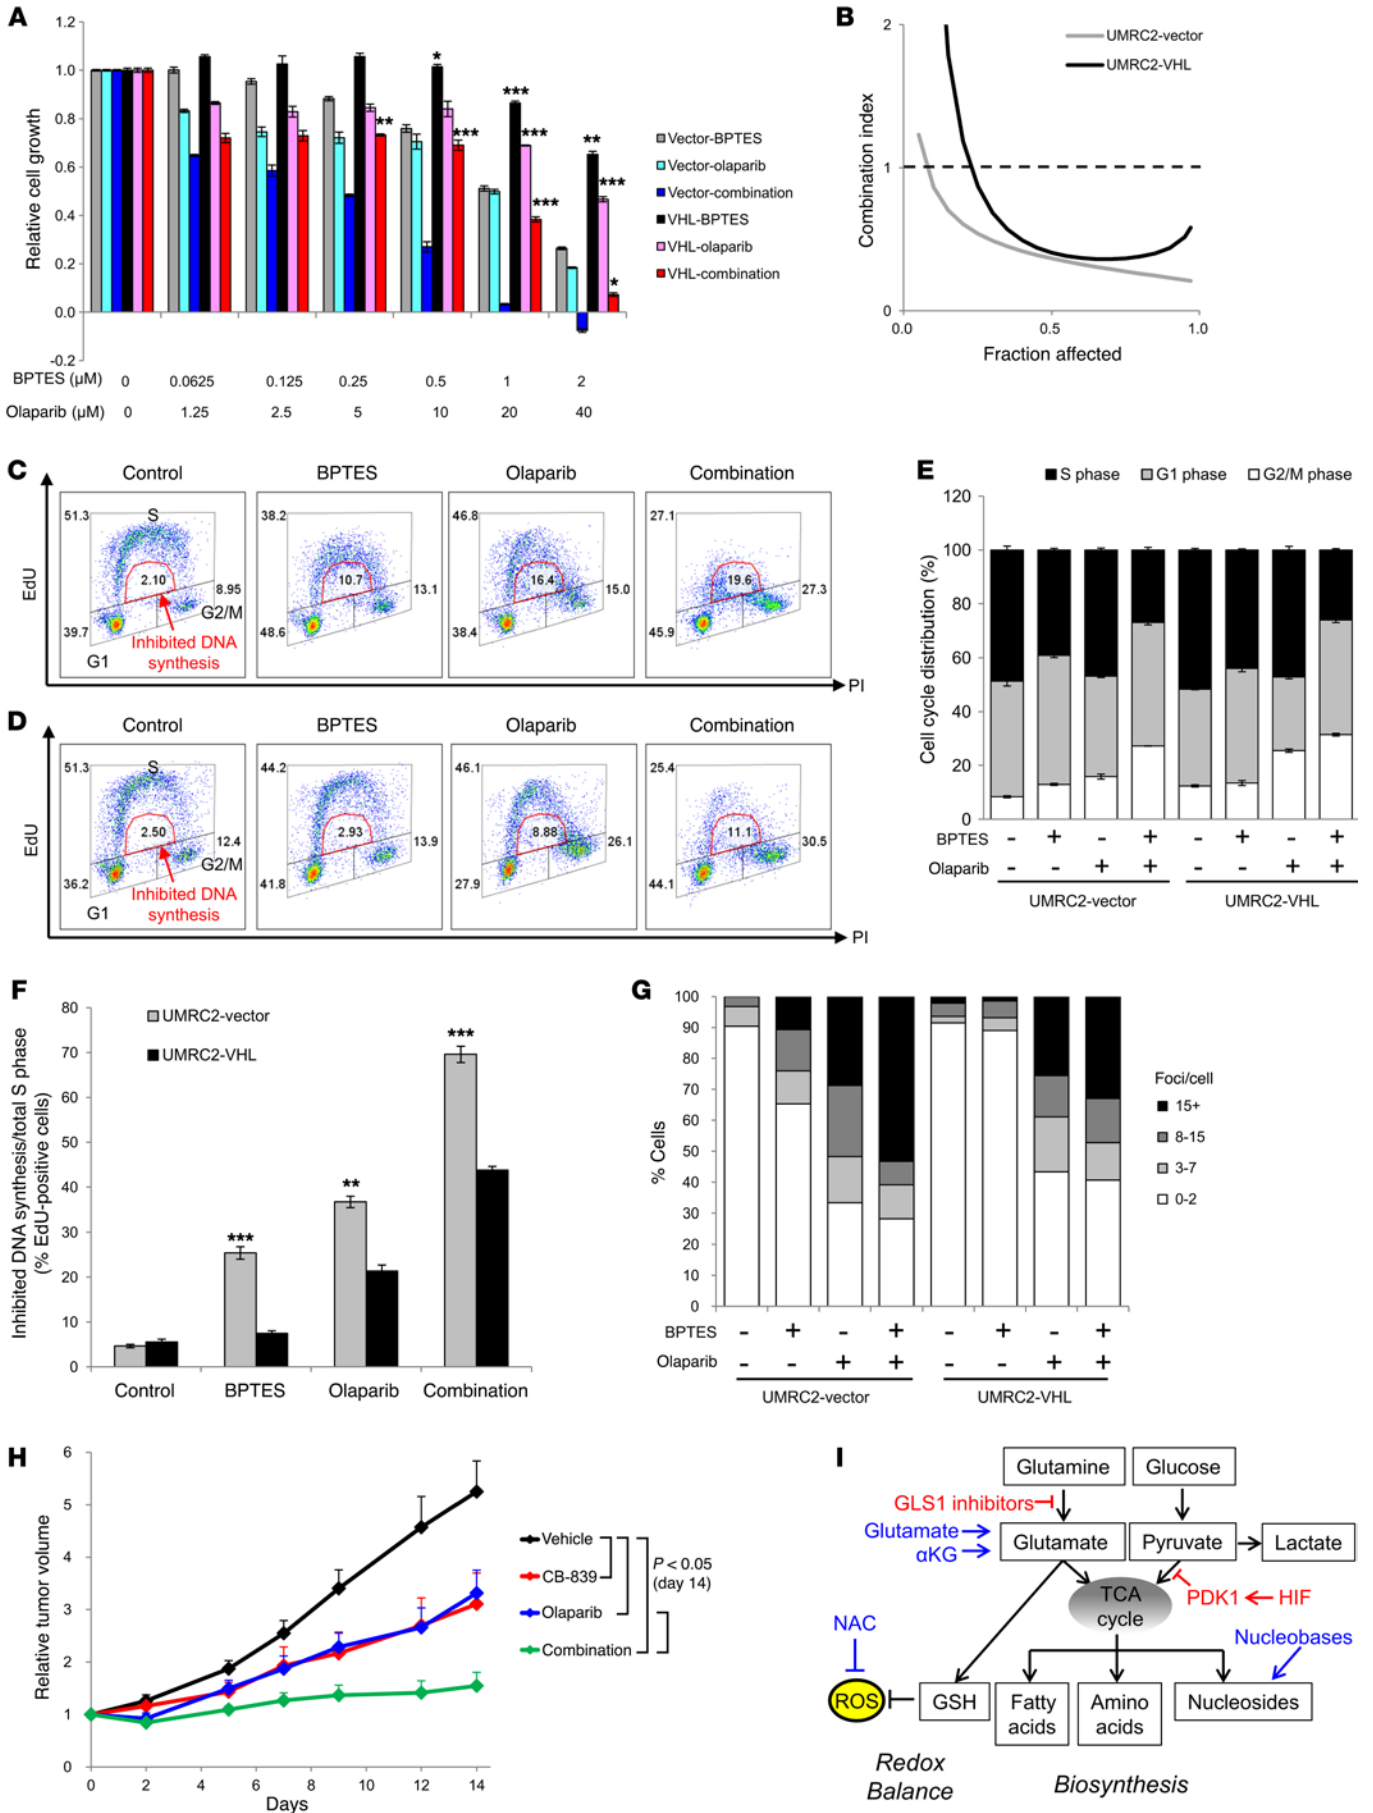 A
1.2
1.0
0.8
0.6
0.4
0.2
0.0
-0.2
Relative cell growth
* *** **
** *** *** ***
*** *
Vector-BPTES
Vector-olaparib
Vector-combination
VHL-BPTES
VHL-olaparib
VHL-combination
BPTES (µM) 0 0.0625 0.125 0.25 0.5 1 2
Olaparib (µM) 0 1.25 2.5 5 10 20 40
B
2
1
0
Combination index
UMRC2-vector
UMRC2-VHL
0.0 0.5 1.0
Fraction affected
C
Control BPTES Olaparib Combination
EdU
51.3 S 2.10 8.95 G2/M 39.7 G1
Inhibited DNA
synthesis
38.2 10.7 13.1 48.6
46.8 16.4 15.0 38.4
27.1 19.6 27.3 45.9
PI
D
Control BPTES Olaparib Combination
EdU
51.3 S 2.50 12.4 G2/M 36.2 G1
Inhibited DNA
synthesis
44.2 2.93 13.9 41.8
46.1 8.88 26.1 27.9
25.4 11.1 30.5 44.1
PI
E
S phase G1 phase G2/M phase
120
100
80
60
40
20
0
Cell cycle distribution (%)
BPTES - + - + - + - +
Olaparib - - + + - - + +
UMRC2-vector UMRC2-VHL
F
80
70
60
50
40
30
20
10
0
Inhibited DNA synthesis/total S phase
(% EdU-positive cells)
UMRC2-vector
UMRC2-VHL
*** ** ***
Control BPTES Olaparib Combination
G
100
90
80
70
60
50
40
30
20
10
0
% Cells
Foci/cell
15+
8-15
3-7
0-2
BPTES - + - + - + - +
Olaparib - - + + - - + +
UMRC2-vector UMRC2-VHL
H
6
5
4
3
2
1
0
Relative tumor volume
Vehicle
CB-839
Olaparib
Combination
P < 0.05
(day 14)
0 2 4 6 8 10 12 14
Days
I
Glutamine Glucose
GLS1 inhibitors
Glutamate
αKG
Glutamate Pyruvate Lactate
TCA
cycle
PDK1 HIF
NAC
Nucleobases
ROS GSH
Fatty
acids
Amino
acids
Nucleosides
Redox
Balance
Biosynthesis